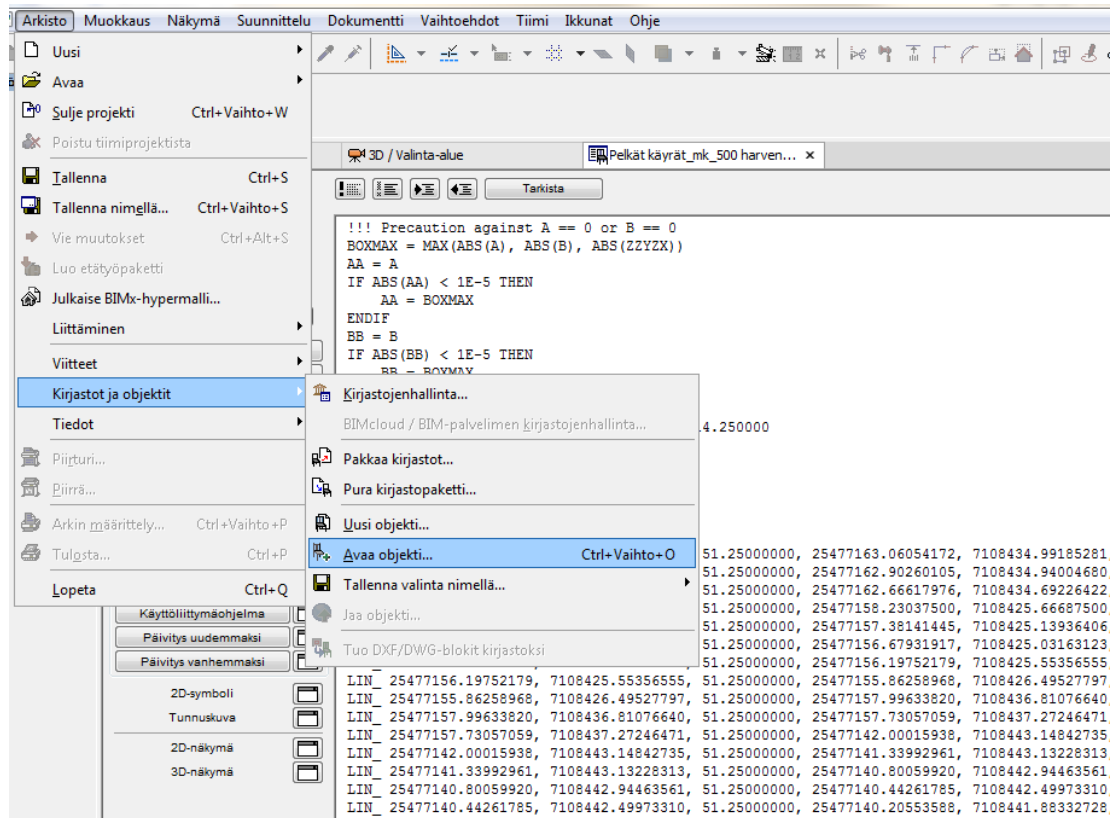 Arkisto Muokkaus Näkymä Suunnittelu Dokumentti Vaihtoehdot Tiimi Ikkunat Ohje
Uusi
Avaa
Sulje projekti Ctrl+Vaihto+W
Poistu tiimiprojektista
Tallenna Ctrl+S
Tallenna nimellä... Ctrl+Vaihto+S
Vie muutokset Ctrl+Alt+S
Luo etätyöpaketti
Julkaise BIMx-hypermalli...
Liittäminen
Viitteet
Kirjastot ja objektit
Tiedot
Piirturi...
Piirrä...
Arkin määrittely... Ctrl+Vaihto+P
Tulosta... Ctrl+P
Lopeta Ctrl+Q
Kirjastojenhallinta...
BIMcloud / BIM-palvelimen kirjastojenhallinta...
Pakkaa kirjastot...
Pura kirjastopaketti...
Uusi objekti...
Avaa objekti... Ctrl+Vaihto+O
Tallenna valinta nimellä...
Jaa objekti...
Tuo DXF/DWG-blokit kirjastoksi
3D / Valinta-alue
Pelkät käyrät_mk_500 harven...
Tarkista
!!! Precaution against A == 0 or B == 0
BOXMAX = MAX(ABS(A), ABS(B), ABS(ZZYZX))
AA = A
IF ABS(AA) < 1E-5 THEN
AA = BOXMAX
ENDIF
BB = B
IF ABS(BB) < 1E-5 THEN
BB = BOXMAX
4.250000
51.25000000, 25477163.06054172, 7108434.99185281
51.25000000, 25477162.90260105, 7108434.94004680,
51.25000000, 25477162.66617976, 7108434.69226422,
51.25000000, 25477158.23037500, 7108425.66687500,
51.25000000, 25477157.38141445, 7108425.13936406,
51.25000000, 25477156.67931917, 7108425.03163123,
51.25000000, 25477156.19752179, 7108425.55356555,
LIN_ 25477156.19752179, 7108425.55356555, 51.25000000, 25477155.86258968, 7108426.49527797,
LIN_ 25477155.86258968, 7108426.49527797, 51.25000000, 25477157.99633820, 7108436.81076640,
LIN_ 25477157.99633820, 7108436.81076640, 51.25000000, 25477157.73057059, 7108437.27246471,
LIN_ 25477157.73057059, 7108437.27246471, 51.25000000, 25477142.00015938, 7108443.14842735,
LIN_ 25477142.00015938, 7108443.14842735, 51.25000000, 25477141.33992961, 7108443.13228313,
LIN_ 25477141.33992961, 7108443.13228313, 51.25000000, 25477140.80059920, 7108442.94463561,
LIN_ 25477140.80059920, 7108442.94463561, 51.25000000, 25477140.44261785, 7108442.49973310,
LIN_ 25477140.44261785, 7108442.49973310, 51.25000000, 25477140.20553588, 7108441.88332728,
Käyttöliittymäohjelma
Päivitys uudemmaksi
Päivitys vanhemmaksi
2D-symboli
Tunnuskuva
2D-näkymä
3D-näkymä